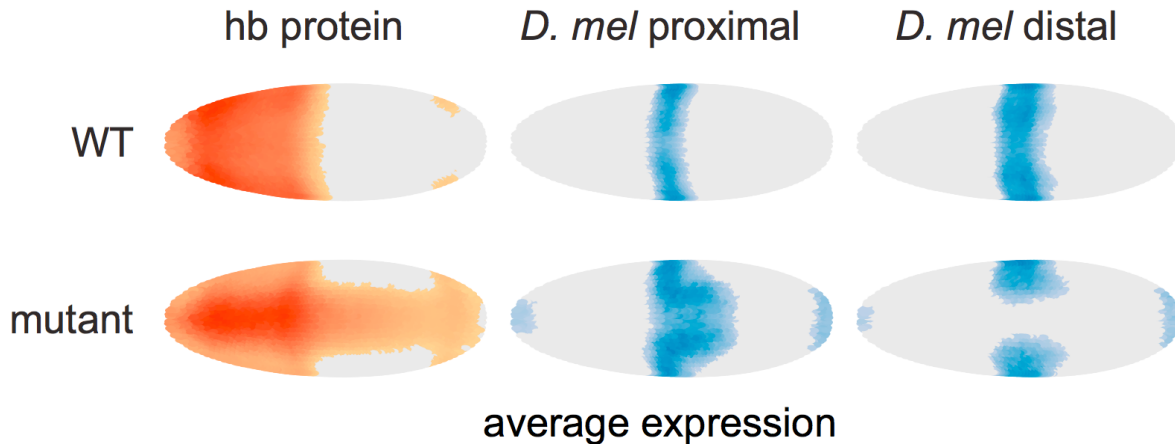 hb protein D. mel proximal D. mel distal
WT
mutant
average expression